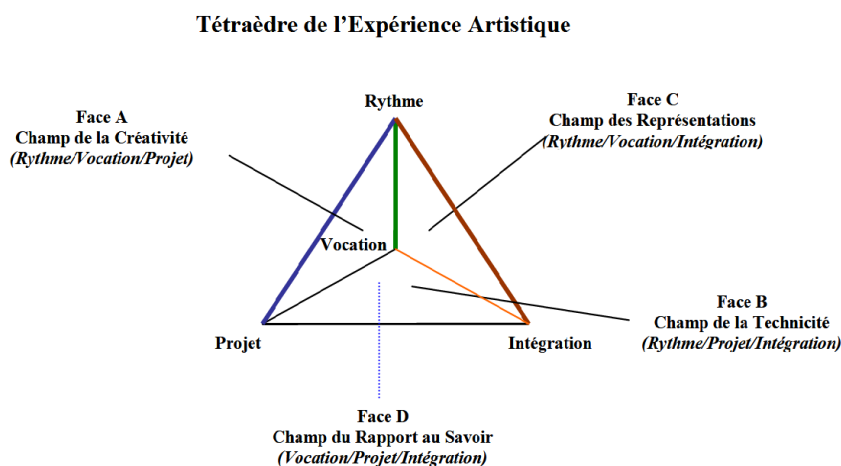 Tétraèdre de l’Expérience Artistique
Rythme
Face A
Champ de la Créativité
(Rythme/Vocation/Projet)
Face C
Champ des Représentations
(Rythme/Vocation/Intégration)
Vocation
Projet
Intégration
Face B
Champ de la Technicité
(Rythme/Projet/Intégration)
Face D
Champ du Rapport au Savoir
(Vocation/Projet/Intégration)